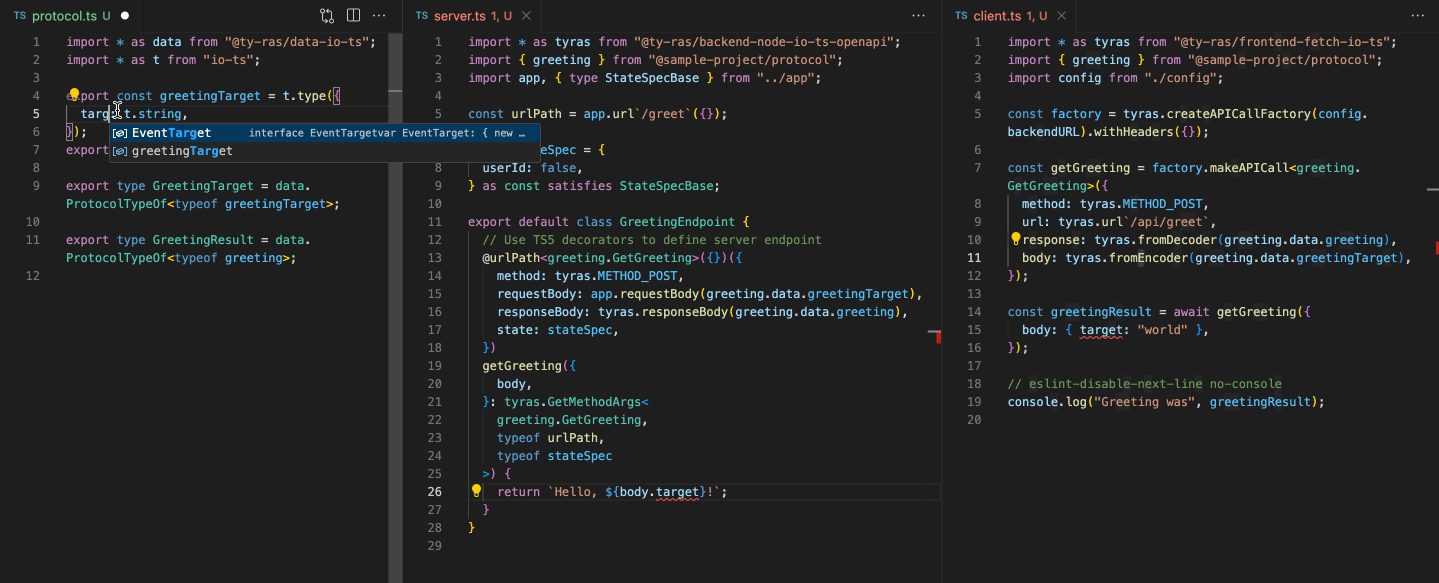 TS protocol.ts U
1 import * as data from "@ty-ras/data-io-ts";
2 import * as t from "io-ts";
3
4 export const greetingTarget = t.type({
5 targ t.string,
6 });
EventTarget interface EventTargetvar EventTarget: { new …
greetingTarget
7 export
8
9 export type GreetingTarget = data.
ProtocolTypeOf<typeof greetingTarget>;
10
11 export type GreetingResult = data.
ProtocolTypeOf<typeof greeting>;
12
TS server.ts 1, U
1 import * as tyras from "@ty-ras/backend-node-io-ts-openapi";
2 import { greeting } from "@sample-project/protocol";
3 import app, { type StateSpecBase } from "../app";
4
5 const urlPath = app.url`/greet`({});
eSpec = {
8 userId: false,
9 } as const satisfies StateSpecBase;
10
11 export default class GreetingEndpoint {
12 // Use TS5 decorators to define server endpoint
13 @urlPath<greeting.GetGreeting>({})({
14 method: tyras.METHOD_POST,
15 requestBody: app.requestBody(greeting.data.greetingTarget),
16 responseBody: tyras.responseBody(greeting.data.greeting),
17 state: stateSpec,
18 })
19 getGreeting({
20 body,
21 }: tyras.GetMethodArgs<
22 greeting.GetGreeting,
23 typeof urlPath,
24 typeof stateSpec
25 >) {
26 return `Hello, ${body.target}!`;
27 }
28 }
29
TS client.ts 1, U
1 import * as tyras from "@ty-ras/frontend-fetch-io-ts";
2 import { greeting } from "@sample-project/protocol";
3 import config from "./config";
4
5 const factory = tyras.createAPICallFactory(config.
backendURL).withHeaders({});
6
7 const getGreeting = factory.makeAPICall<greeting.
GetGreeting>({
8 method: tyras.METHOD_POST,
9 url: tyras.url`/api/greet`,
10 response: tyras.fromDecoder(greeting.data.greeting),
11 body: tyras.fromEncoder(greeting.data.greetingTarget),
12 });
13
14 const greetingResult = await getGreeting({
15 body: { target: "world" },
16 });
17
18 // eslint-disable-next-line no-console
19 console.log("Greeting was", greetingResult);
20